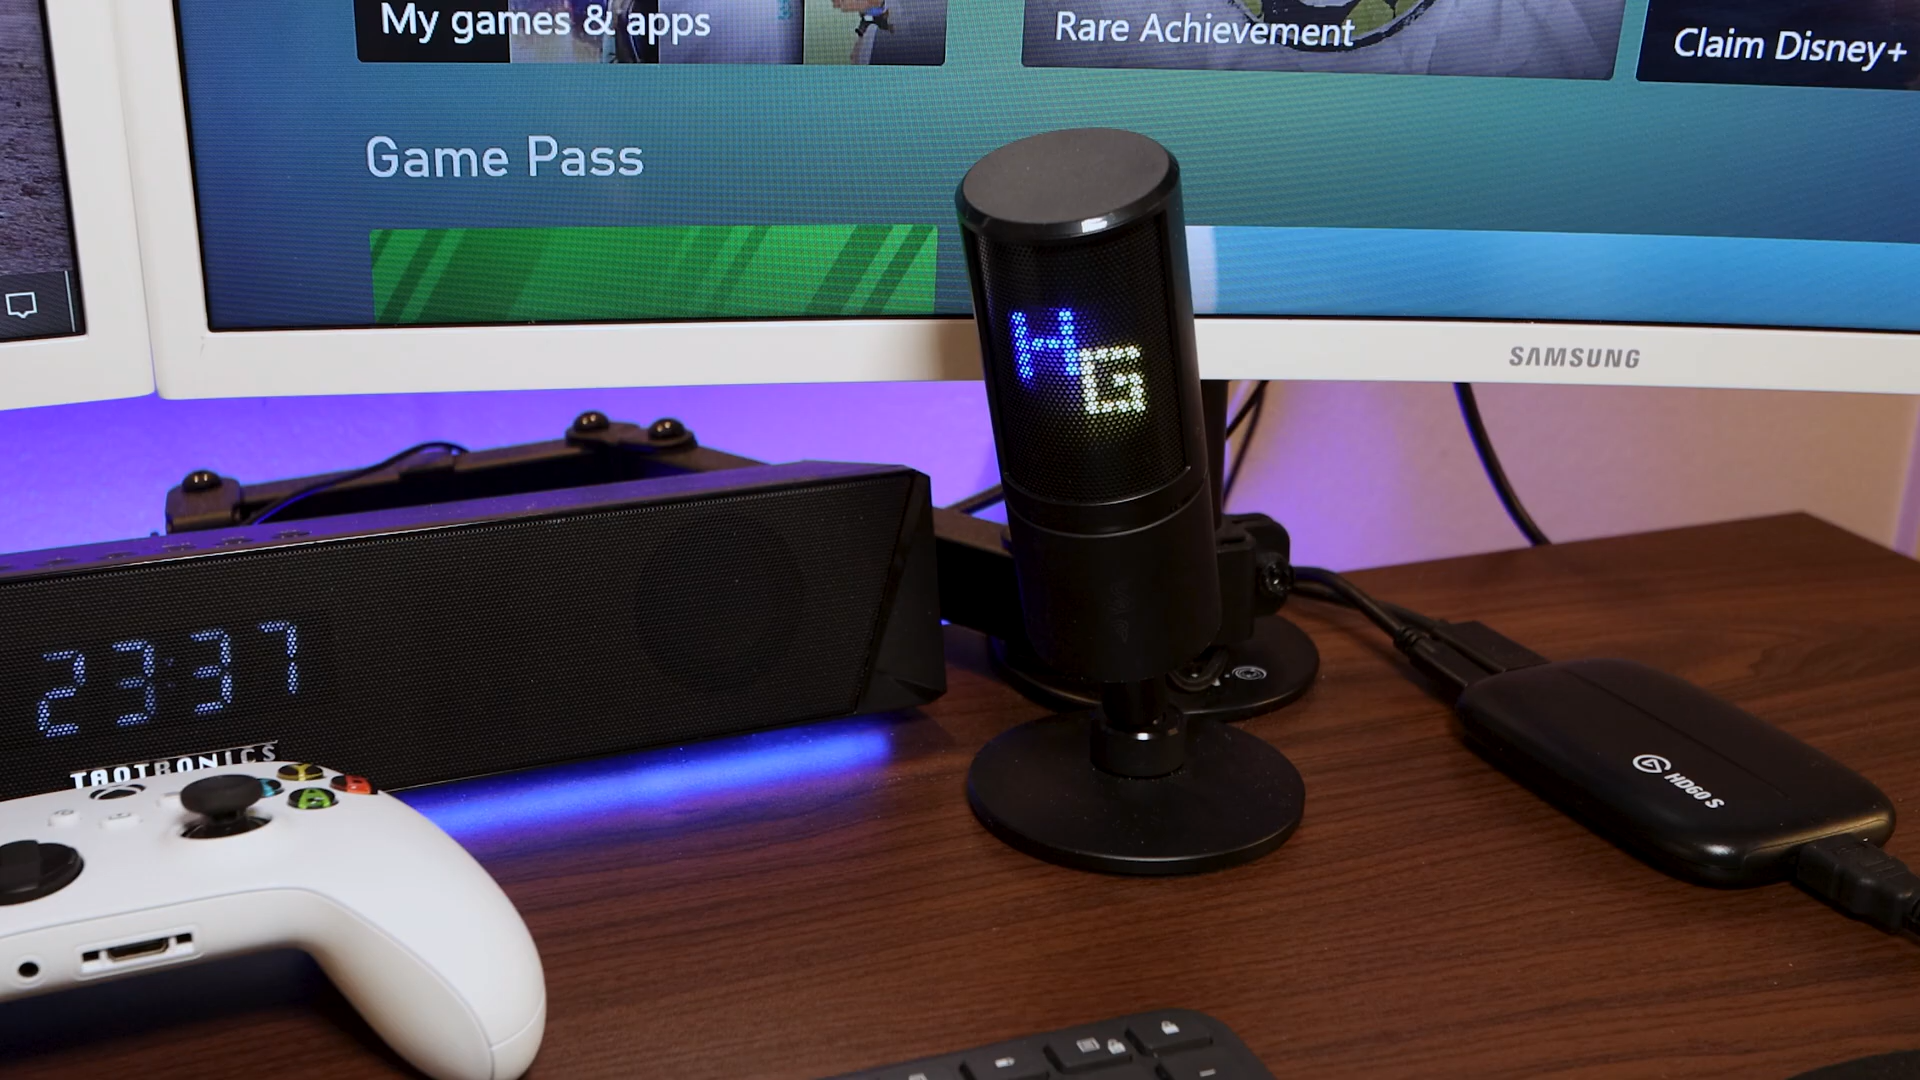 My games & apps
Rare Achievement
Claim Disney+
Game Pass
SAMSUNG
HG
23:37
TAOTRONICS
HD60 S
A